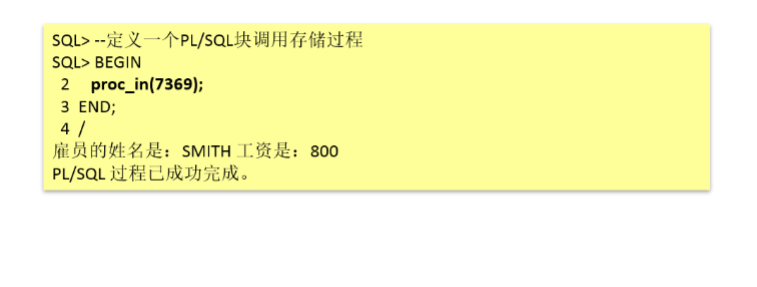 SQL> --定义一个PL/SQL块调用存储过程
SQL> BEGIN
2 proc_in(7369);
3 END;
4 /
雇员的姓名是：SMITH 工资是：800
PL/SQL 过程已成功完成。